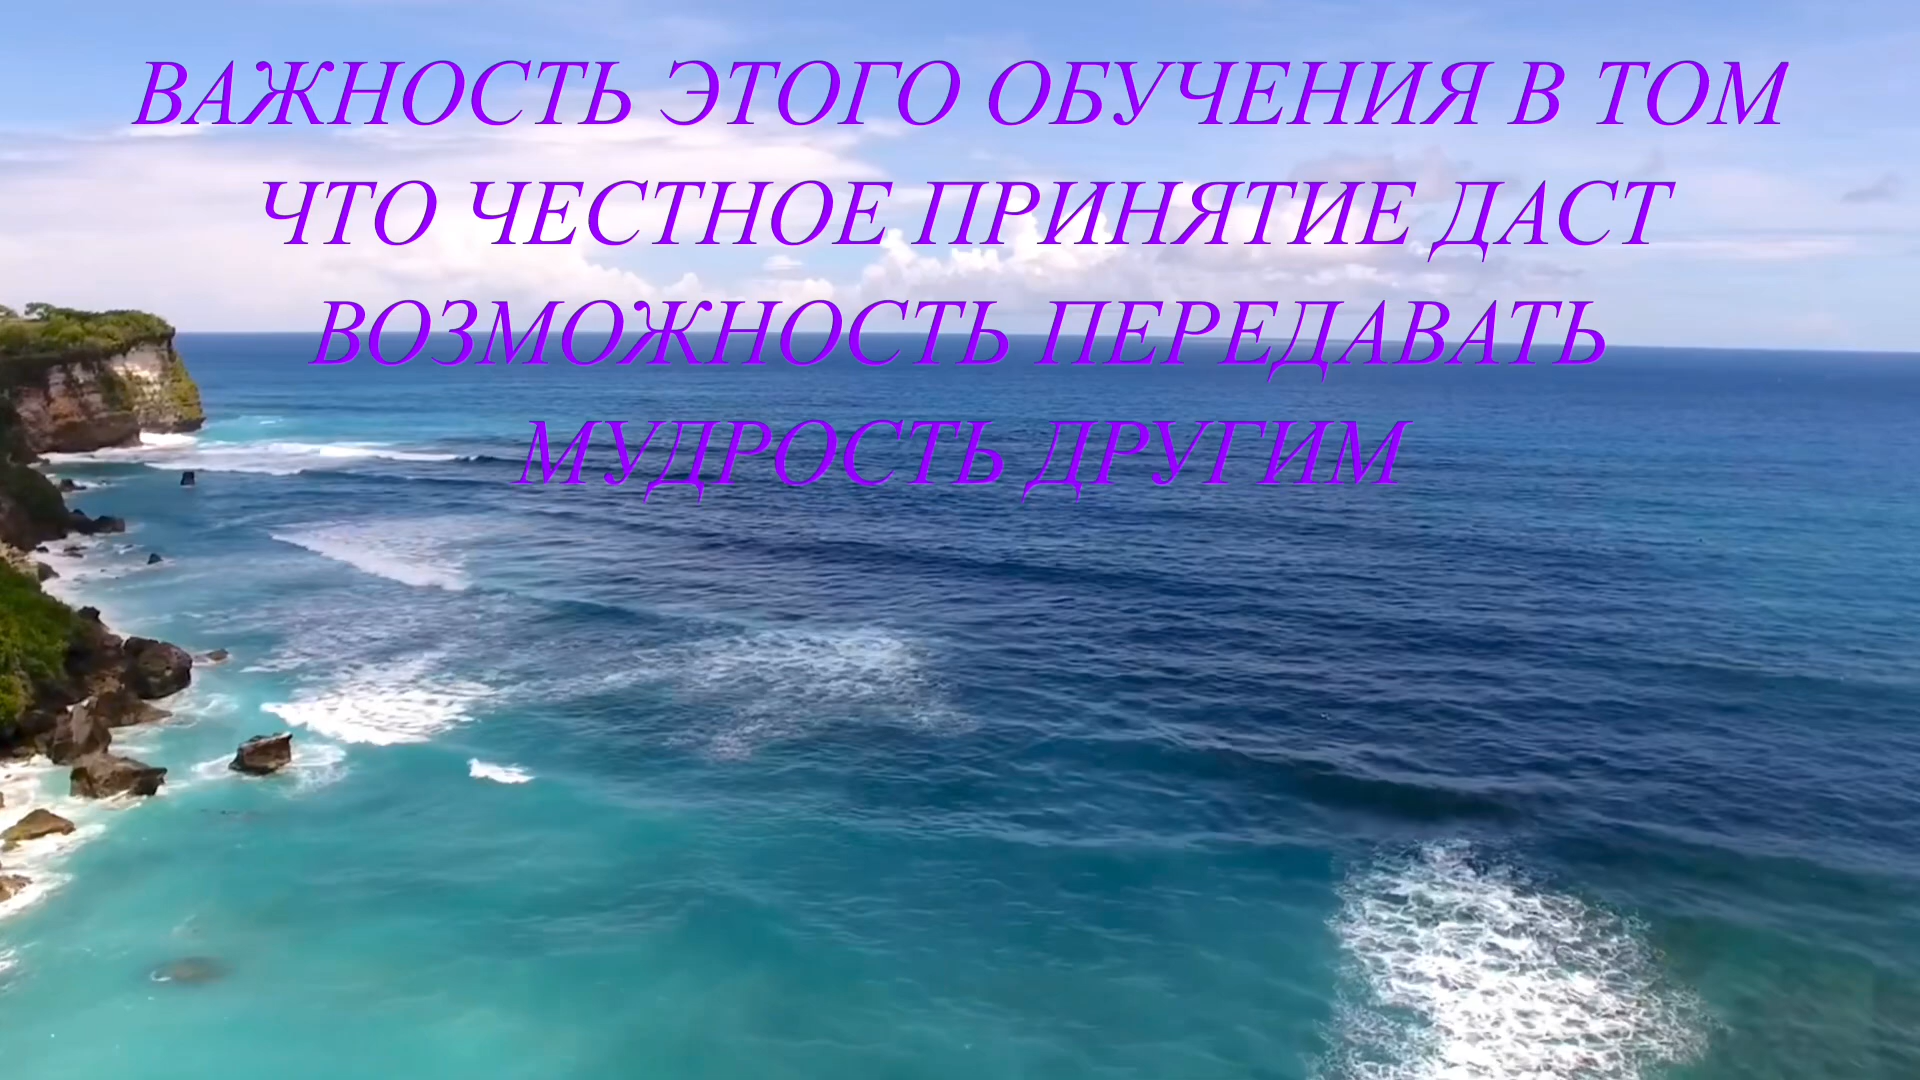 ВАЖНОСТЬ ЭТОГО ОБУЧЕНИЯ В ТОМ
ЧТО ЧЕСТНОЕ ПРИНЯТИЕ ДАСТ
ВОЗМОЖНОСТЬ ПЕРЕДАВАТЬ
МУДРОСТЬ ДРУГИМ